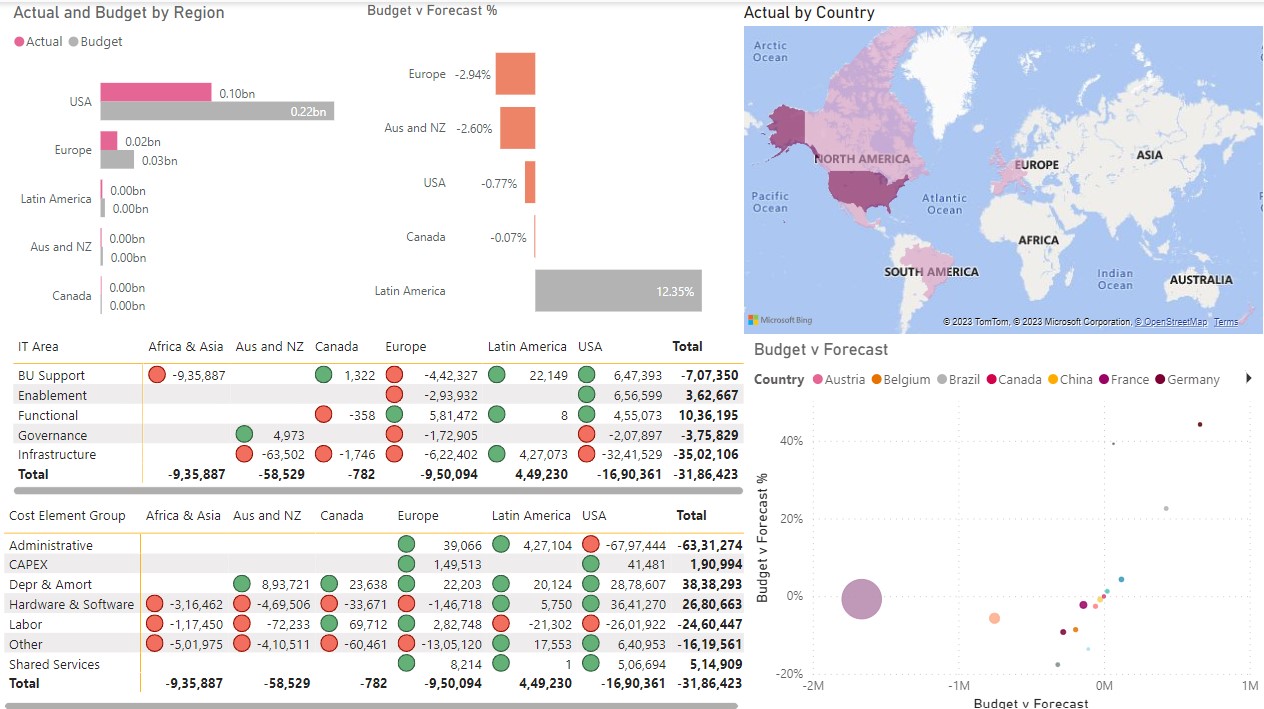 Actual and Budget by Region
Actual Budget
USA 0.10bn
0.22bn
Europe 0.02bn
0.03bn
Latin America 0.00bn
0.00bn
Aus and NZ 0.00bn
0.00bn
Canada 0.00bn
0.00bn
Budget v Forecast %
Europe -2.94%
Aus and NZ -2.60%
USA -0.77%
Canada -0.07%
Latin America 12.35%
Actual by Country
Arctic
Ocean
NORTH AMERICA
EUROPE
ASIA
Pacific
Ocean
Atlantic
Ocean
AFRICA
SOUTH AMERICA
Indian
Ocean
AUSTRALIA
Microsoft Bing
© 2023 TomTom, © 2023 Microsoft Corporation, © OpenStreetMap Terms
IT Area Africa & Asia Aus and NZ Canada Europe Latin America USA Total
BU Support -9,35,887 1,322 -4,42,327 22,149 6,47,393 -7,07,350
Enablement -2,93,932 6,56,599 3,62,667
Functional -358 5,81,472 8 4,55,073 10,36,195
Governance 4,973 -1,72,905 -2,07,897 -3,75,829
Infrastructure -63,502 -1,746 -6,22,402 4,27,073 -32,41,529 -35,02,106
Total -9,35,887 -58,529 -782 -9,50,094 4,49,230 -16,90,361 -31,86,423
Cost Element Group Africa & Asia Aus and NZ Canada Europe Latin America USA Total
Administrative 39,066 4,27,104 -67,97,444 -63,31,274
CAPEX 1,49,513 41,481 1,90,994
Depr & Amort 8,93,721 23,638 22,203 20,124 28,78,607 38,38,293
Hardware & Software -3,16,462 -4,69,506 -33,671 -1,46,718 5,750 36,41,270 26,80,663
Labor -1,17,450 -72,233 69,712 2,82,748 -21,302 -26,01,922 -24,60,447
Other -5,01,975 -4,10,511 -60,461 -13,05,120 17,553 6,40,953 -16,19,561
Shared Services 8,214 1 5,06,694 5,14,909
Total -9,35,887 -58,529 -782 -9,50,094 4,49,230 -16,90,361 -31,86,423
Budget v Forecast
Country Austria Belgium Brazil Canada China France Germany
Budget v Forecast %
40%
20%
0%
-20%
-2M -1M 0M 1M
Budget v Forecast